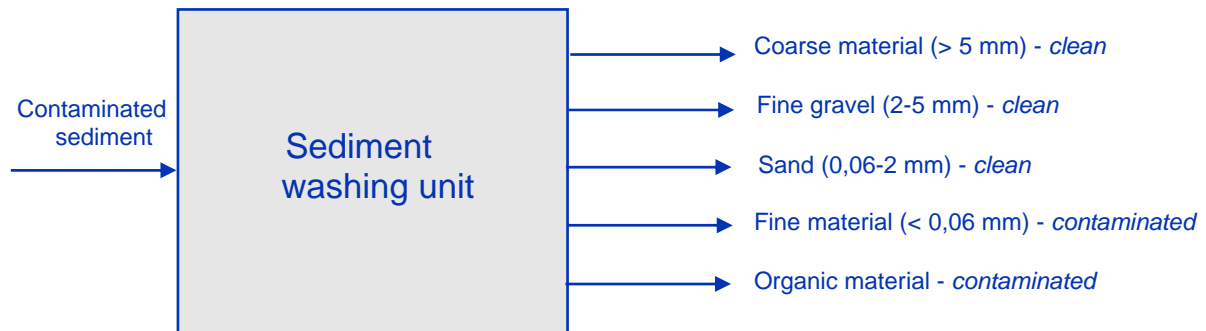 Contaminated
sediment
Sediment
washing unit
Coarse material (> 5 mm) - clean
Fine gravel (2-5 mm) - clean
Sand (0,06-2 mm) - clean
Fine material (< 0,06 mm) - contaminated
Organic material - contaminated